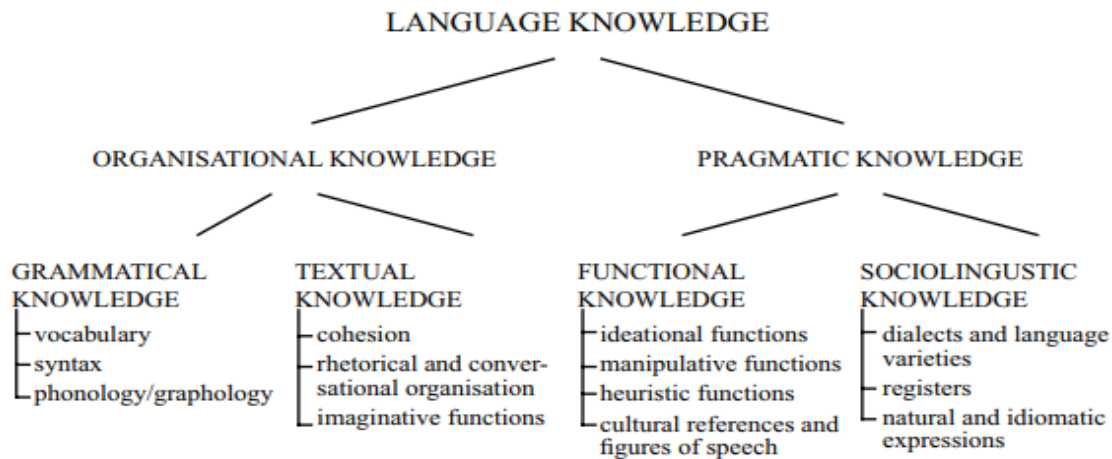 LANGUAGE KNOWLEDGE
ORGANISATIONAL KNOWLEDGE
PRAGMATIC KNOWLEDGE
GRAMMATICAL
KNOWLEDGE
vocabulary
syntax
phonology/graphology
TEXTUAL
KNOWLEDGE
cohesion
rhetorical and conver-
sational organisation
imaginative functions
FUNCTIONAL
KNOWLEDGE
ideational functions
manipulative functions
heuristic functions
cultural references and
figures of speech
SOCIOLINGUSTIC
KNOWLEDGE
dialects and language
varieties
registers
natural and idiomatic
expressions